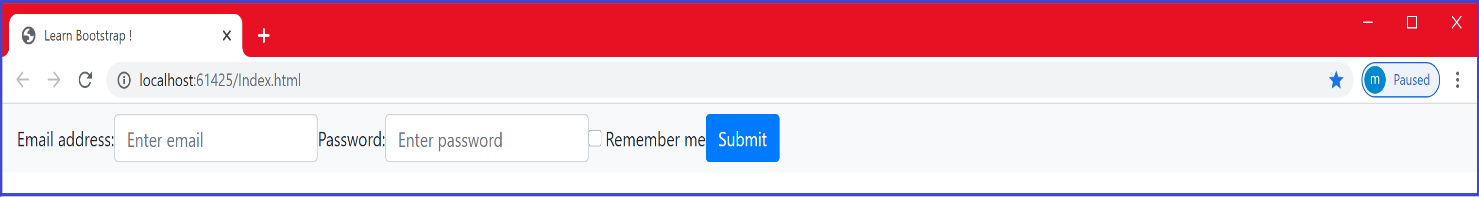 Learn Bootstrap !
localhost:61425/Index.html
m Paused
Email address: Enter email Password: Enter password Remember me Submit